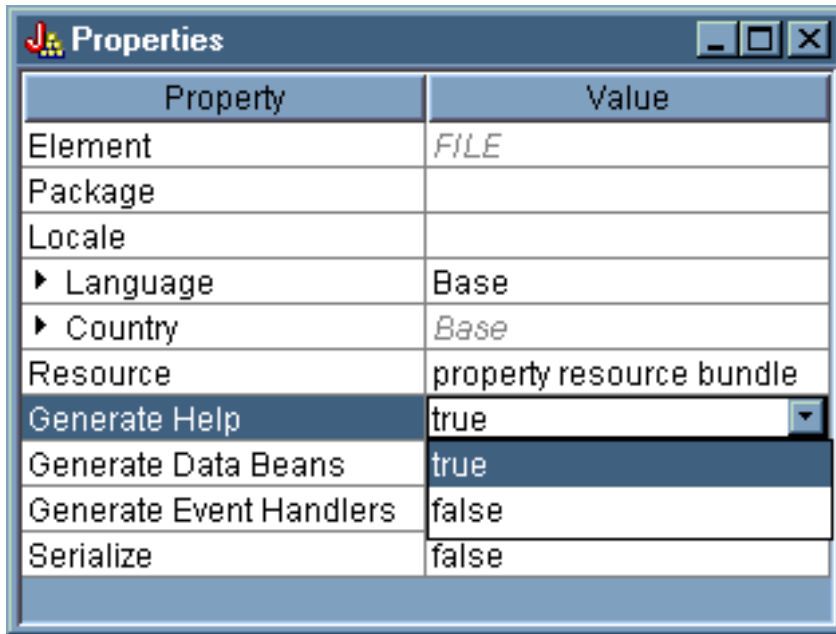 Properties
Property Value
Element FILE
Package
Locale
Language Base
Country Base
Resource property resource bundle
Generate Help true
Generate Data Beans true
Generate Event Handlers false
Serialize false